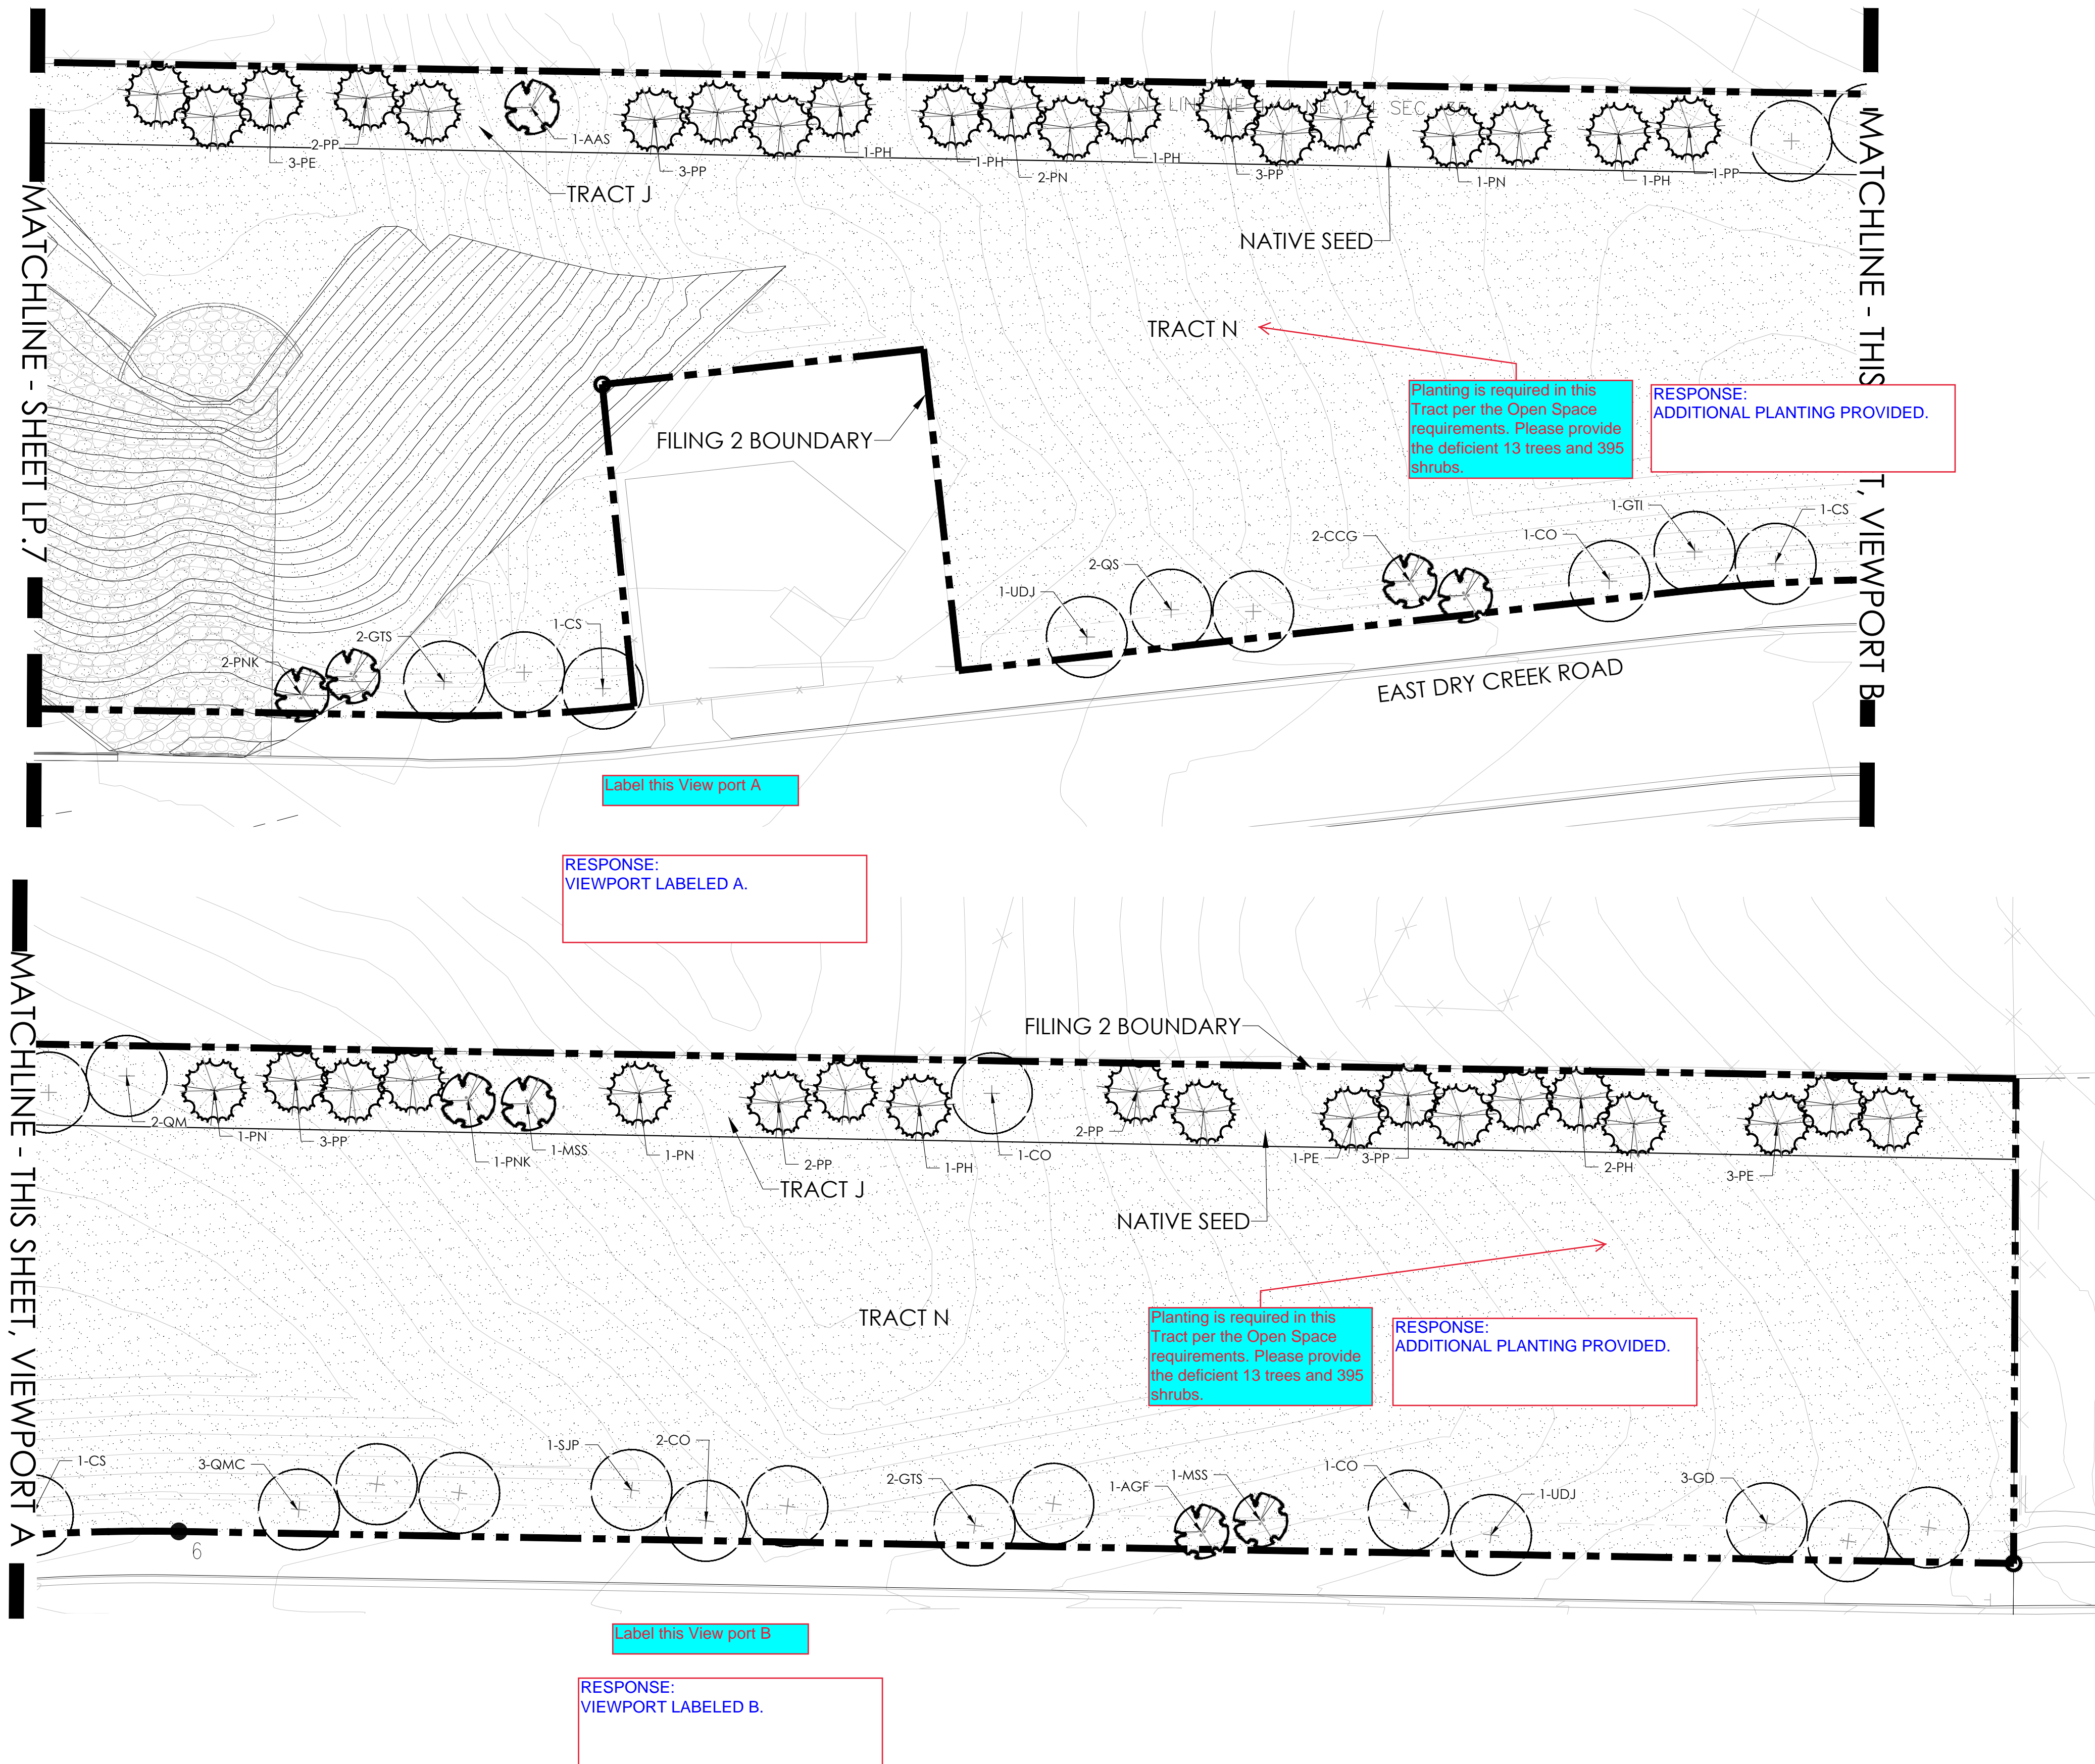 N. LINE NE 1/4 NE 1/4 SEC. 35
2-PP
1-AAS
3-PE
3-PP
1-PH
1-PH
2-PN
1-PH
3-PP
1-PN
1-PH
1-PP
TRACT J
NATIVE SEED
MATCHLINE - SHEET LP.7
MATCHLINE - THIS
T, VIEWPORT B
TRACT N
Planting is required in this
Tract per the Open Space
requirements. Please provide
the deficient 13 trees and 395
shrubs.
RESPONSE:
ADDITIONAL PLANTING PROVIDED.
FILING 2 BOUNDARY
1-GTI
1-CS
2-CCG
1-CO
2-QS
1-UDJ
1-CS
2-GTS
2-PNK
EAST DRY CREEK ROAD
Label this View port A
RESPONSE:
VIEWPORT LABELED A.
MATCHLINE - THIS SHEET, VIEWPORT A
FILING 2 BOUNDARY
2-QM
1-PN
3-PP
1-PNK
1-MSS
1-PN
2-PP
1-PH
1-CO
2-PP
1-PE
3-PP
2-PH
3-PE
TRACT J
NATIVE SEED
TRACT N
Planting is required in this
Tract per the Open Space
requirements. Please provide
the deficient 13 trees and 395
shrubs.
RESPONSE:
ADDITIONAL PLANTING PROVIDED.
1-CS
3-QMC
1-SJP
2-CO
2-GTS
1-AGF
1-MSS
1-CO
1-UDJ
3-GD
6
Label this View port B
RESPONSE:
VIEWPORT LABELED B.